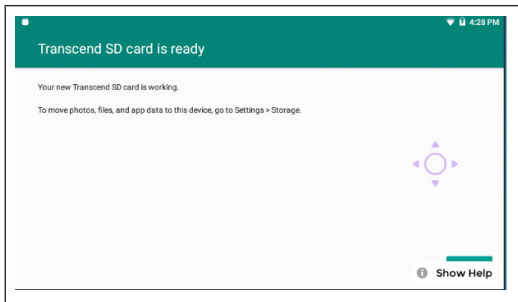 4:28 PM
Transcend SD card is ready
Your new Transcend SD card is working.
To move photos, files, and app data to this device, go to Settings > Storage.
Show Help